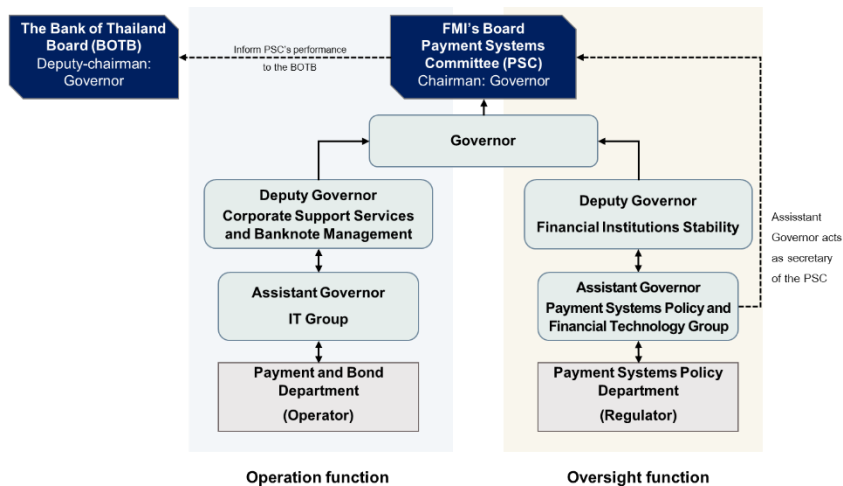 The Bank of Thailand
Board (BOTB)
Deputy-chairman:
Governor
Inform PSC's performance
to the BOTB
FMI's Board
Payment Systems
Committee (PSC)
Chairman: Governor
Governor
Deputy Governor
Corporate Support Services
and Banknote Management
Deputy Governor
Financial Institutions Stability
Assisstant
Governor acts
as secretary
of the PSC
Assistant Governor
IT Group
Assistant Governor
Payment Systems Policy and
Financial Technology Group
Payment and Bond
Department
(Operator)
Payment Systems Policy
Department
(Regulator)
Operation function
Oversight function